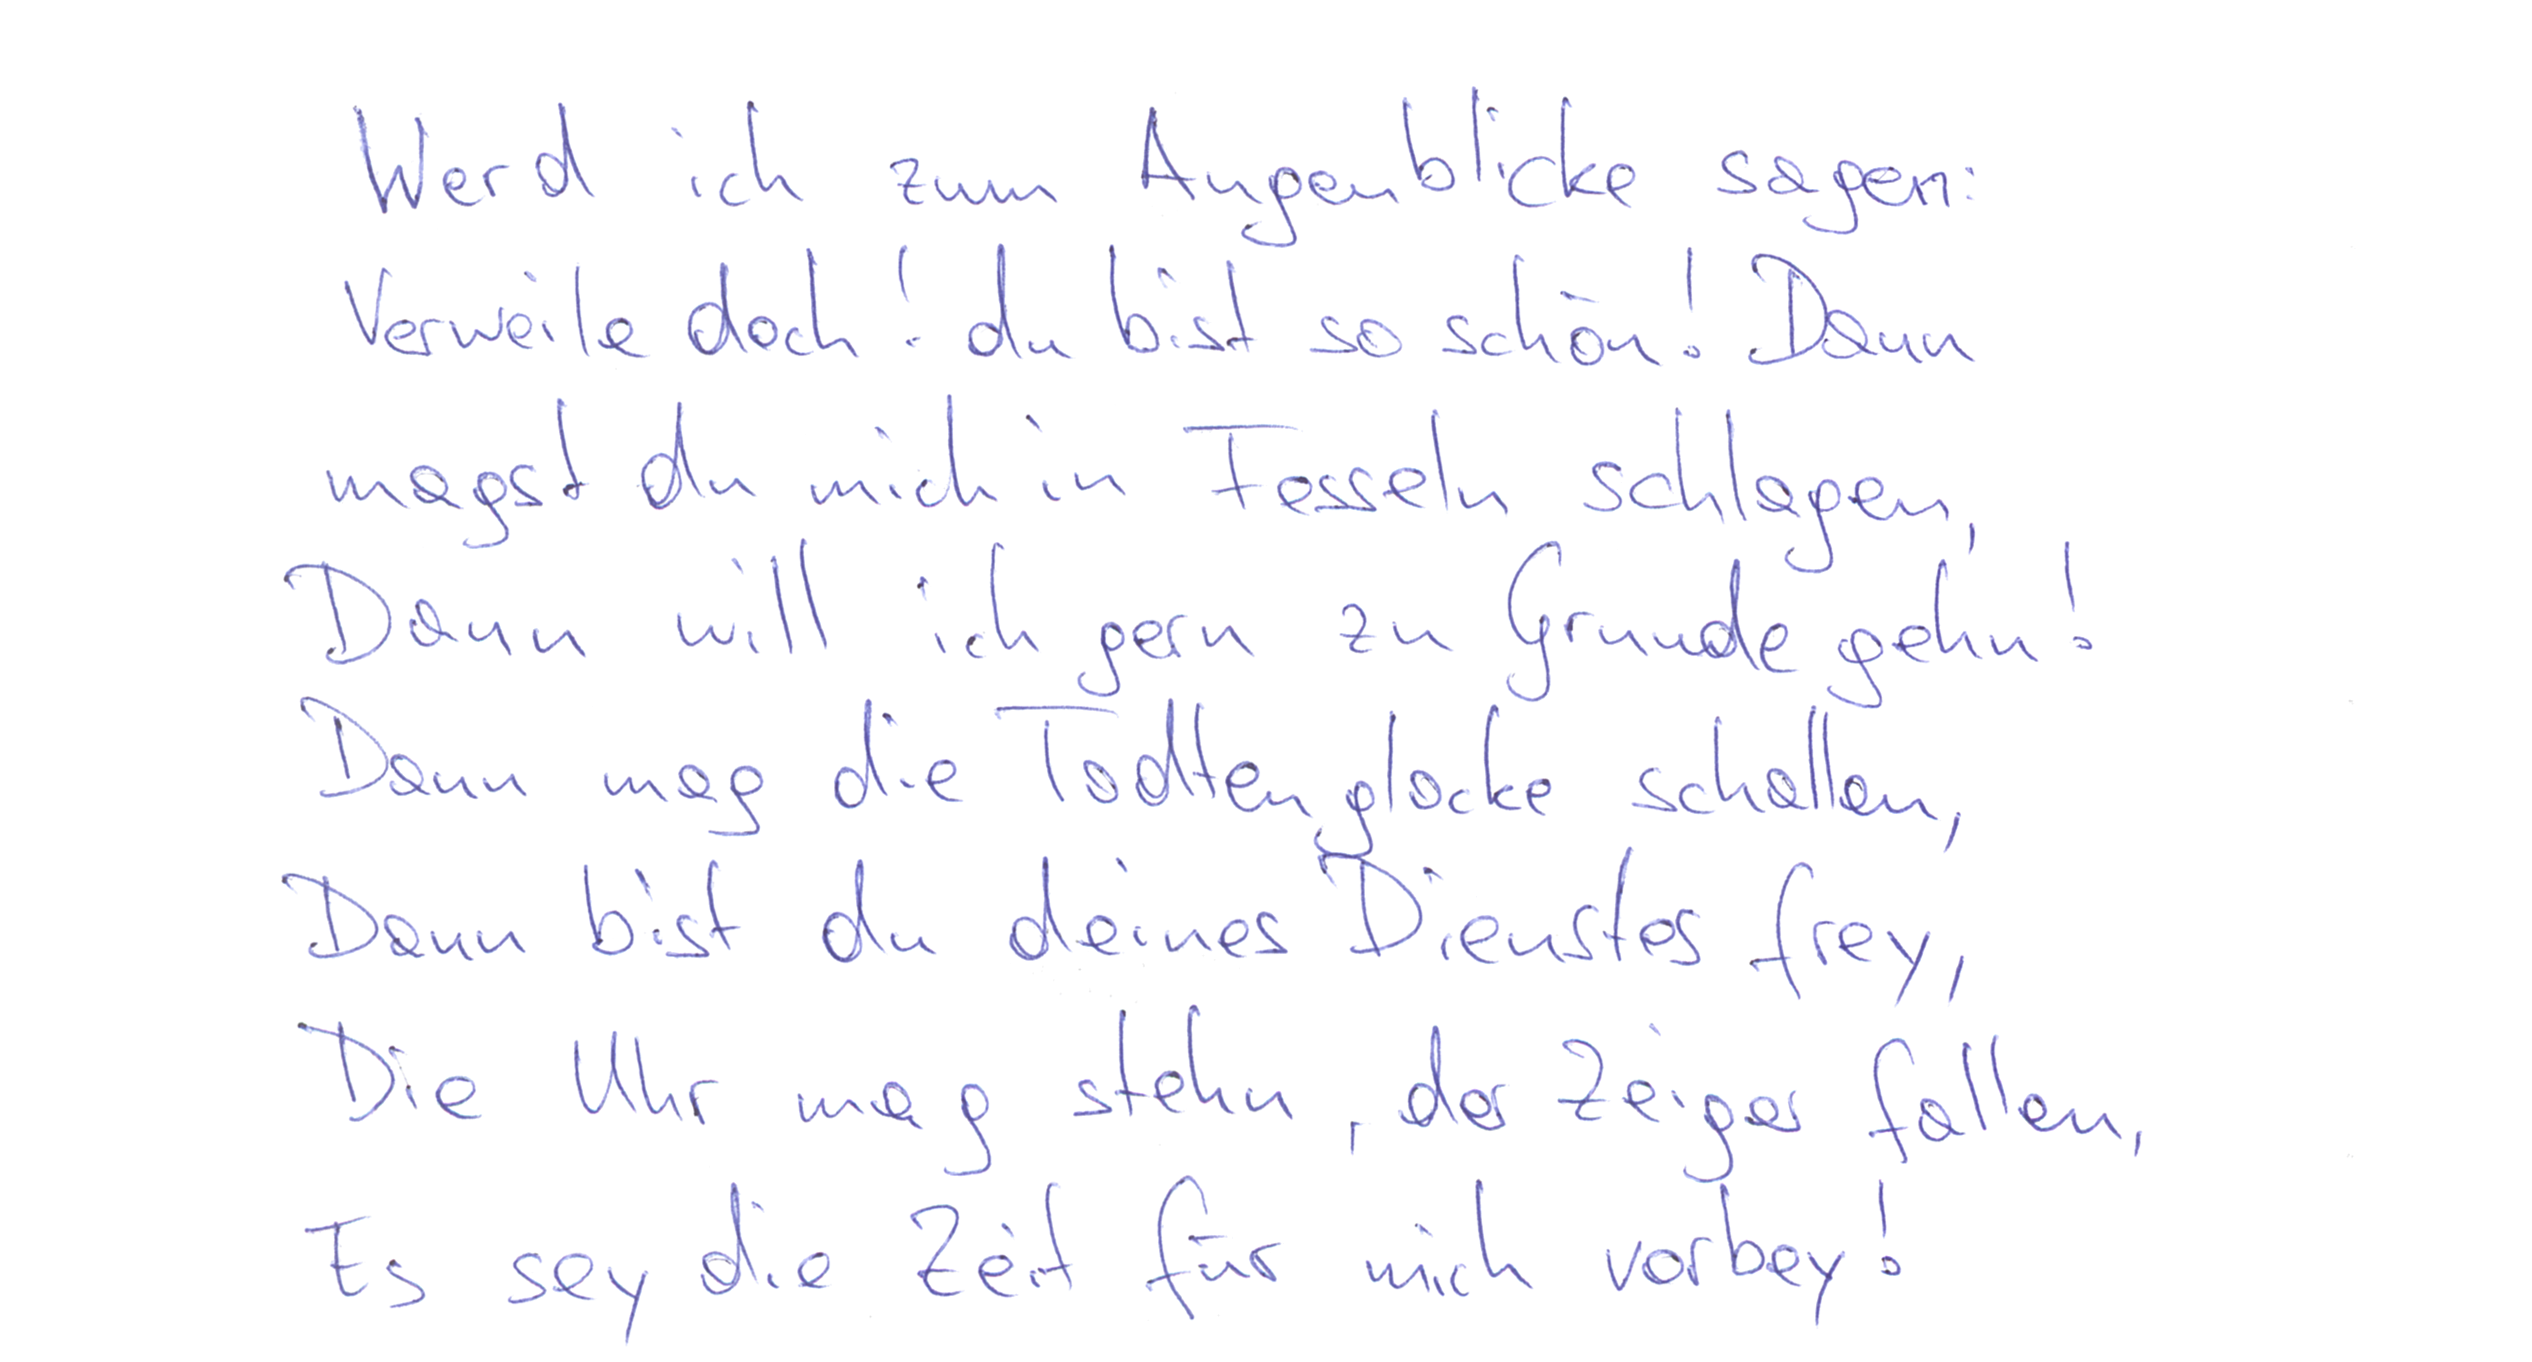 Werd ich zum Augenblicke sagen:
Verweile doch! du bist so schön! Dann
magst du mich in Fesseln schlagen,
Dann will ich gern zu Grunde gehn!
Dann mag die Todtenglocke schallen,
Dann bist du deines Dienstes frey,
Die Uhr mag stehn, der Zeiger fallen,
Es sey die Zeit für mich vorbey!